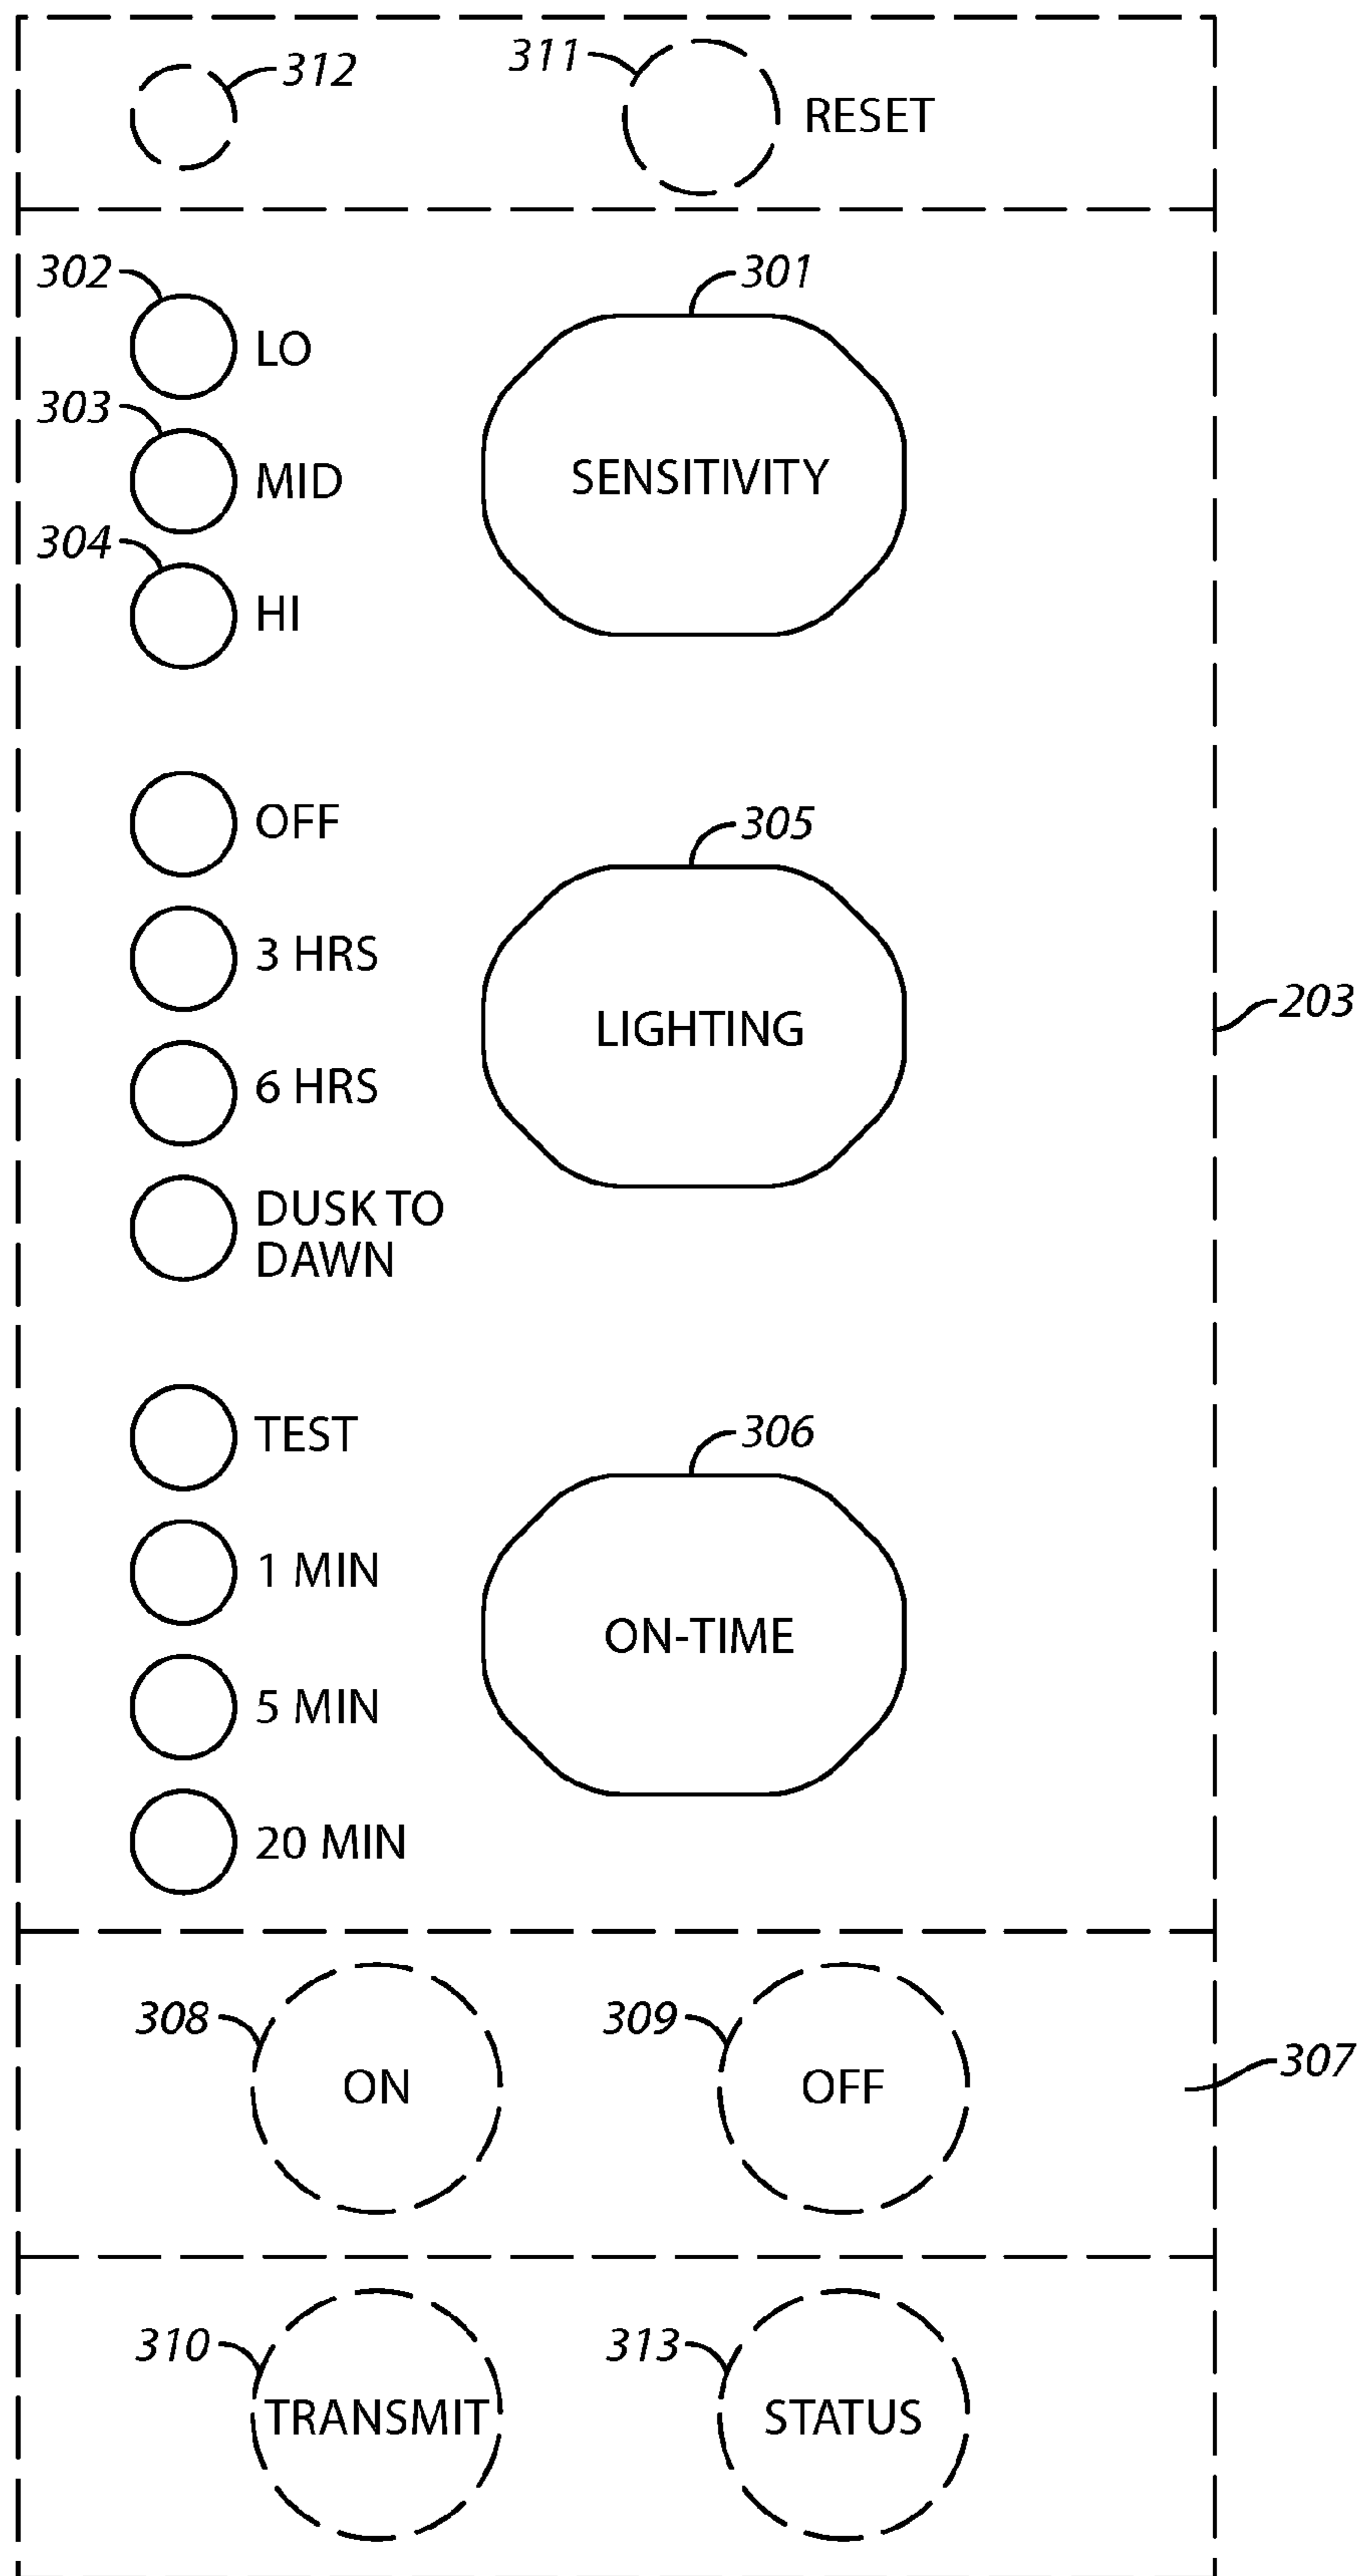 312
311
RESET
302
LO
303
MID
304
HI
301
SENSITIVITY
OFF
3 HRS
6 HRS
DUSK TO
DAWN
305
LIGHTING
203
TEST
1 MIN
5 MIN
20 MIN
306
ON-TIME
308
ON
309
OFF
307
310
TRANSMIT
313
STATUS